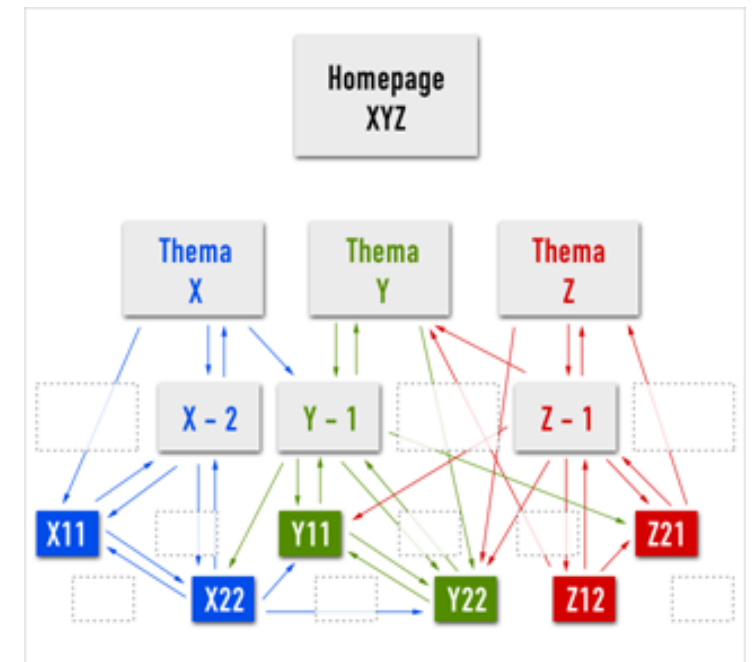 Homepage
XYZ
Thema
X
Thema
Y
Thema
Z
X – 2
Y – 1
Z – 1
X11
Y11
Z21
X22
Y22
Z12